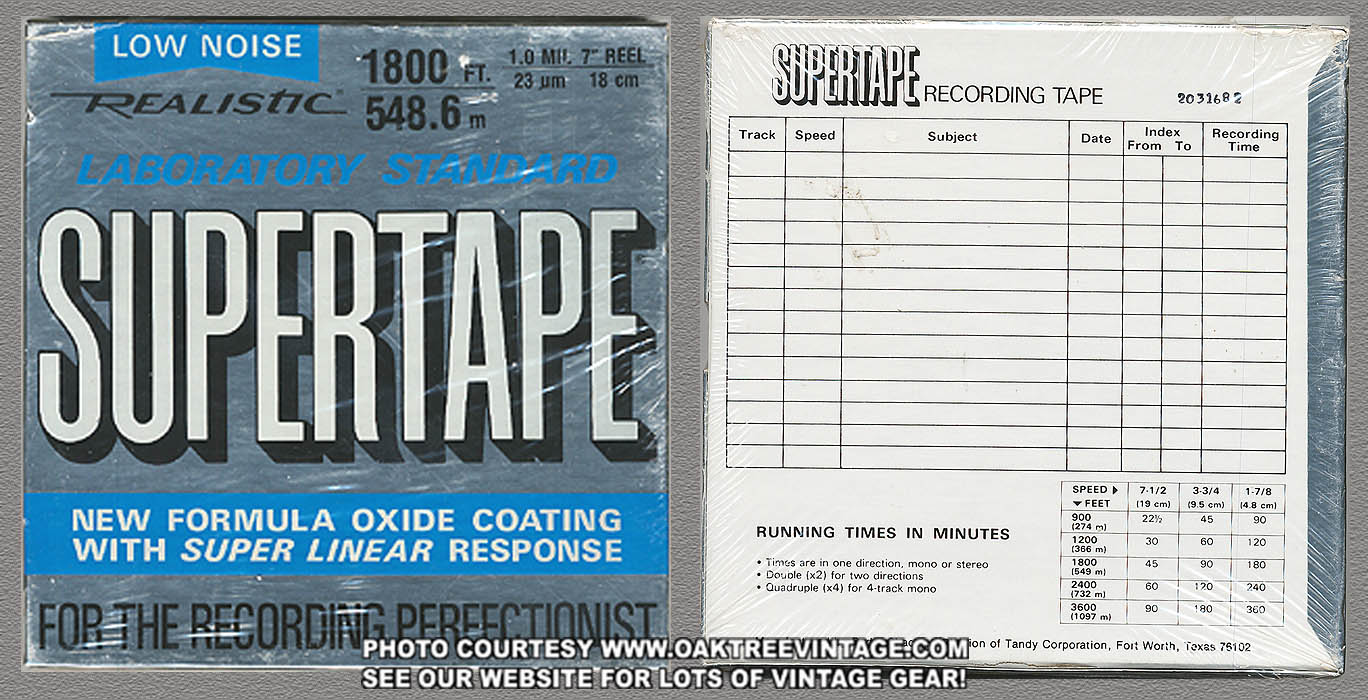 LOW NOISE
REALISTIC®
1800 FT.
548.6 m
1.0 MIL 7" REEL
23 um 18 cm
LABORATORY STANDARD
SUPERTAPE
NEW FORMULA OXIDE COATING
WITH SUPER LINEAR RESPONSE
FOR THE RECORDING PERFECTIONIST
SUPERTAPE RECORDING TAPE 2031682
Track Speed Subject Date Index From To Recording Time
RUNNING TIMES IN MINUTES
• Times are in one direction, mono or stereo
• Double (x2) for two directions
• Quadruple (x4) for 4-track mono
SPEED ▶ 7-1/2 3-3/4 1-7/8
▼ FEET (19 cm) (9.5 cm) (4.8 cm)
900 22½ 45 90
(274 m)
1200 30 60 120
(366 m)
1800 45 90 180
(549 m)
2400 60 120 240
(732 m)
3600 90 180 360
(1097 m)
of Tandy Corporation, Fort Worth, Texas 76102
PHOTO COURTESY WWW.OAKTREEVINTAGE.COM
SEE OUR WEBSITE FOR LOTS OF VINTAGE GEAR!